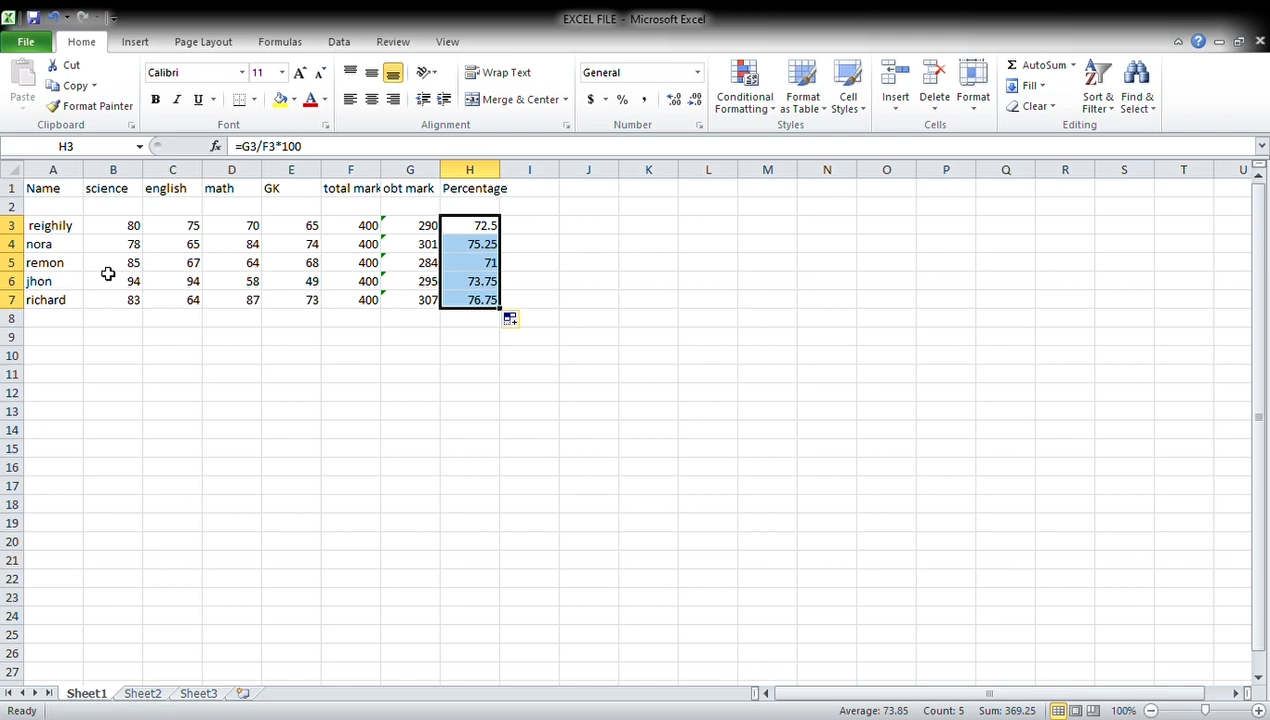 EXCEL FILE - Microsoft Excel
File Home Insert Page Layout Formulas Data Review View
Paste
Cut
Copy
Format Painter
Clipboard
Calibri 11
B I U A
Font
Wrap Text
Merge & Center
Alignment
General
$ % ,
Number
Conditional Formatting
Format as Table
Cell Styles
Styles
Insert Delete Format
Cells
Σ AutoSum
Fill
Clear
Sort & Filter
Find & Select
Editing
H3 fx =G3/F3*100
A B C D E F G H I J K L M N O P Q R S T U
1 Name science english math GK total mark obt mark Percentage
2
3 reighily 80 75 70 65 400 290 72.5
4 nora 78 65 84 74 400 301 75.25
5 remon 85 67 64 68 400 284 71
6 jhon 94 94 58 49 400 295 73.75
7 richard 83 64 87 73 400 307 76.75
8
9
10
11
12
13
14
15
16
17
18
19
20
21
22
23
24
25
26
27
Sheet1 Sheet2 Sheet3
Ready Average: 73.85 Count: 5 Sum: 369.25 100%